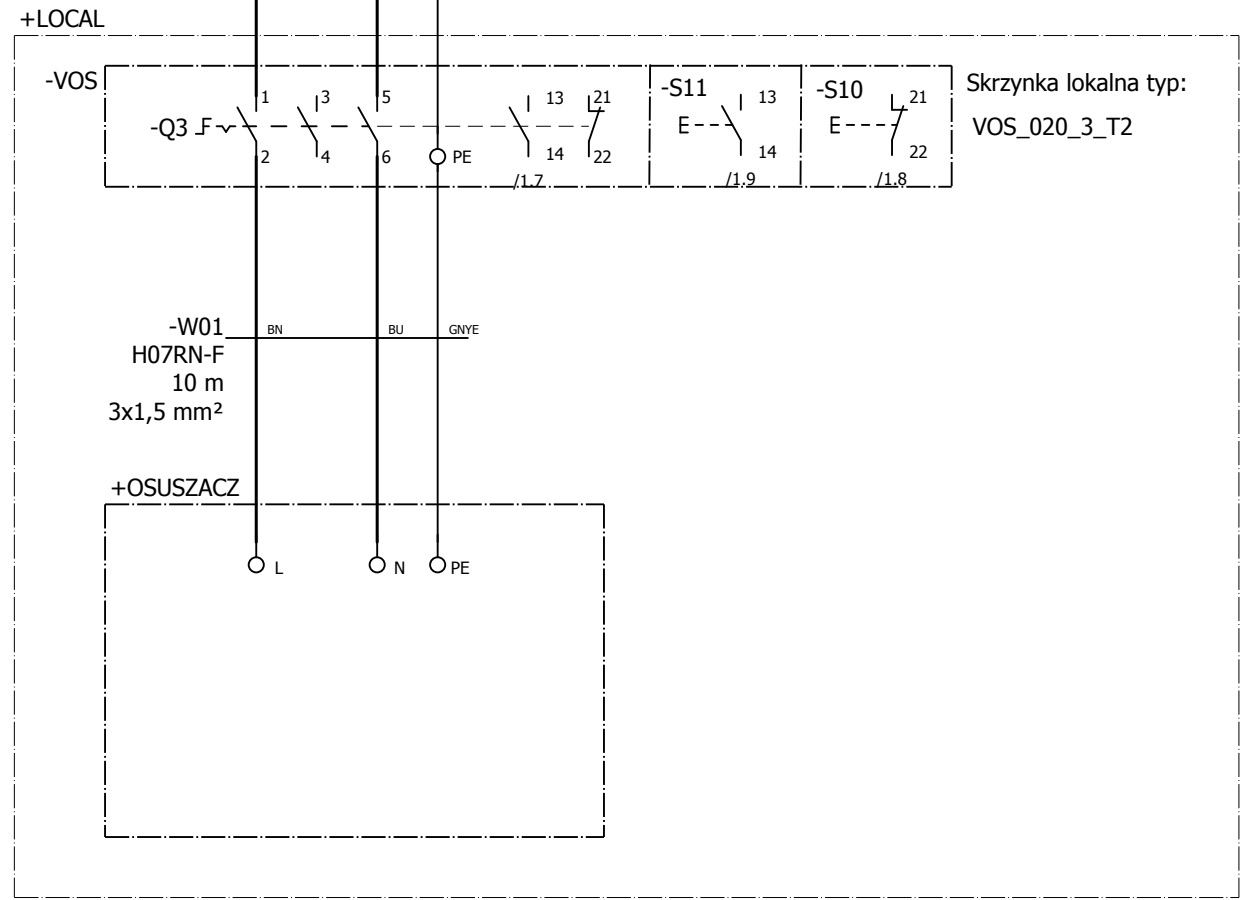 +LOCAL
-VOS
-Q3
1
3
5
13
21
2
4
6
PE
14
22
/1.7
-S11
E
13
14
/1.9
-S10
E
21
22
/1.8
Skrzynka lokalna typ:
VOS_020_3_T2
-W01
H07RN-F
10 m
3x1,5 mm²
BN
BU
GNYE
+OSUSZACZ
L
N
PE